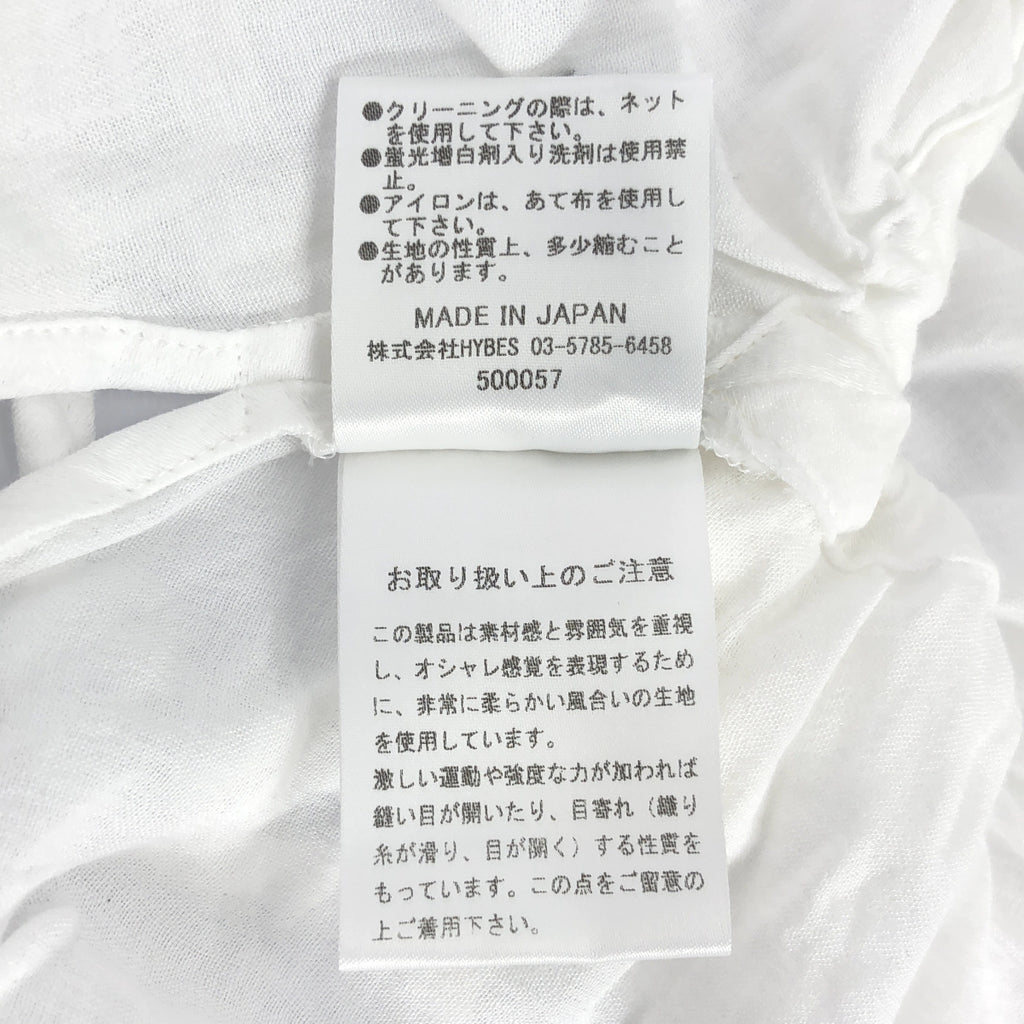 ●クリーニングの際は、ネット
を使用して下さい。
●蛍光増白剤入り洗剤は使用禁
止。
●アイロンは、あて布を使用し
て下さい。
●生地の性質上、多少縮むこと
があります。
MADE IN JAPAN
株式会社HYBES 03-5785-6458
500057
お取り扱い上のご注意
この製品は素材感と雰囲気を重視
し、オシャレ感覚を表現するため
に、非常に柔らかい風合いの生地
を使用しています。
激しい運動や強度な力が加われば
縫い目が開いたり、目寄れ（織り
糸が滑り、目が開く）する性質を
もっています。この点をご留意の
上ご着用下さい。